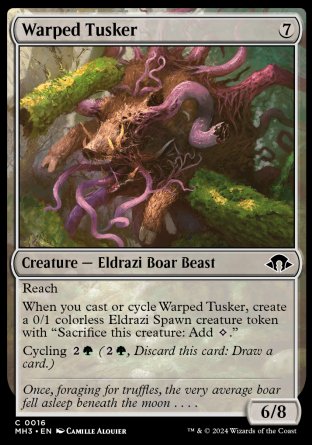 Warped Tusker 7
Creature — Eldrazi Boar Beast
Reach
When you cast or cycle Warped Tusker, create
a 0/1 colorless Eldrazi Spawn creature token
with “Sacrifice this creature: Add ◇.”
Cycling 2 ( 2 , Discard this card: Draw a
card.)
Once, foraging for truffles, the very average boar
fell asleep beneath the moon . . . .
6/8
C 0016
MH3 • EN CAMILLE ALQUIER
™ & © 2024 Wizards of the Coast